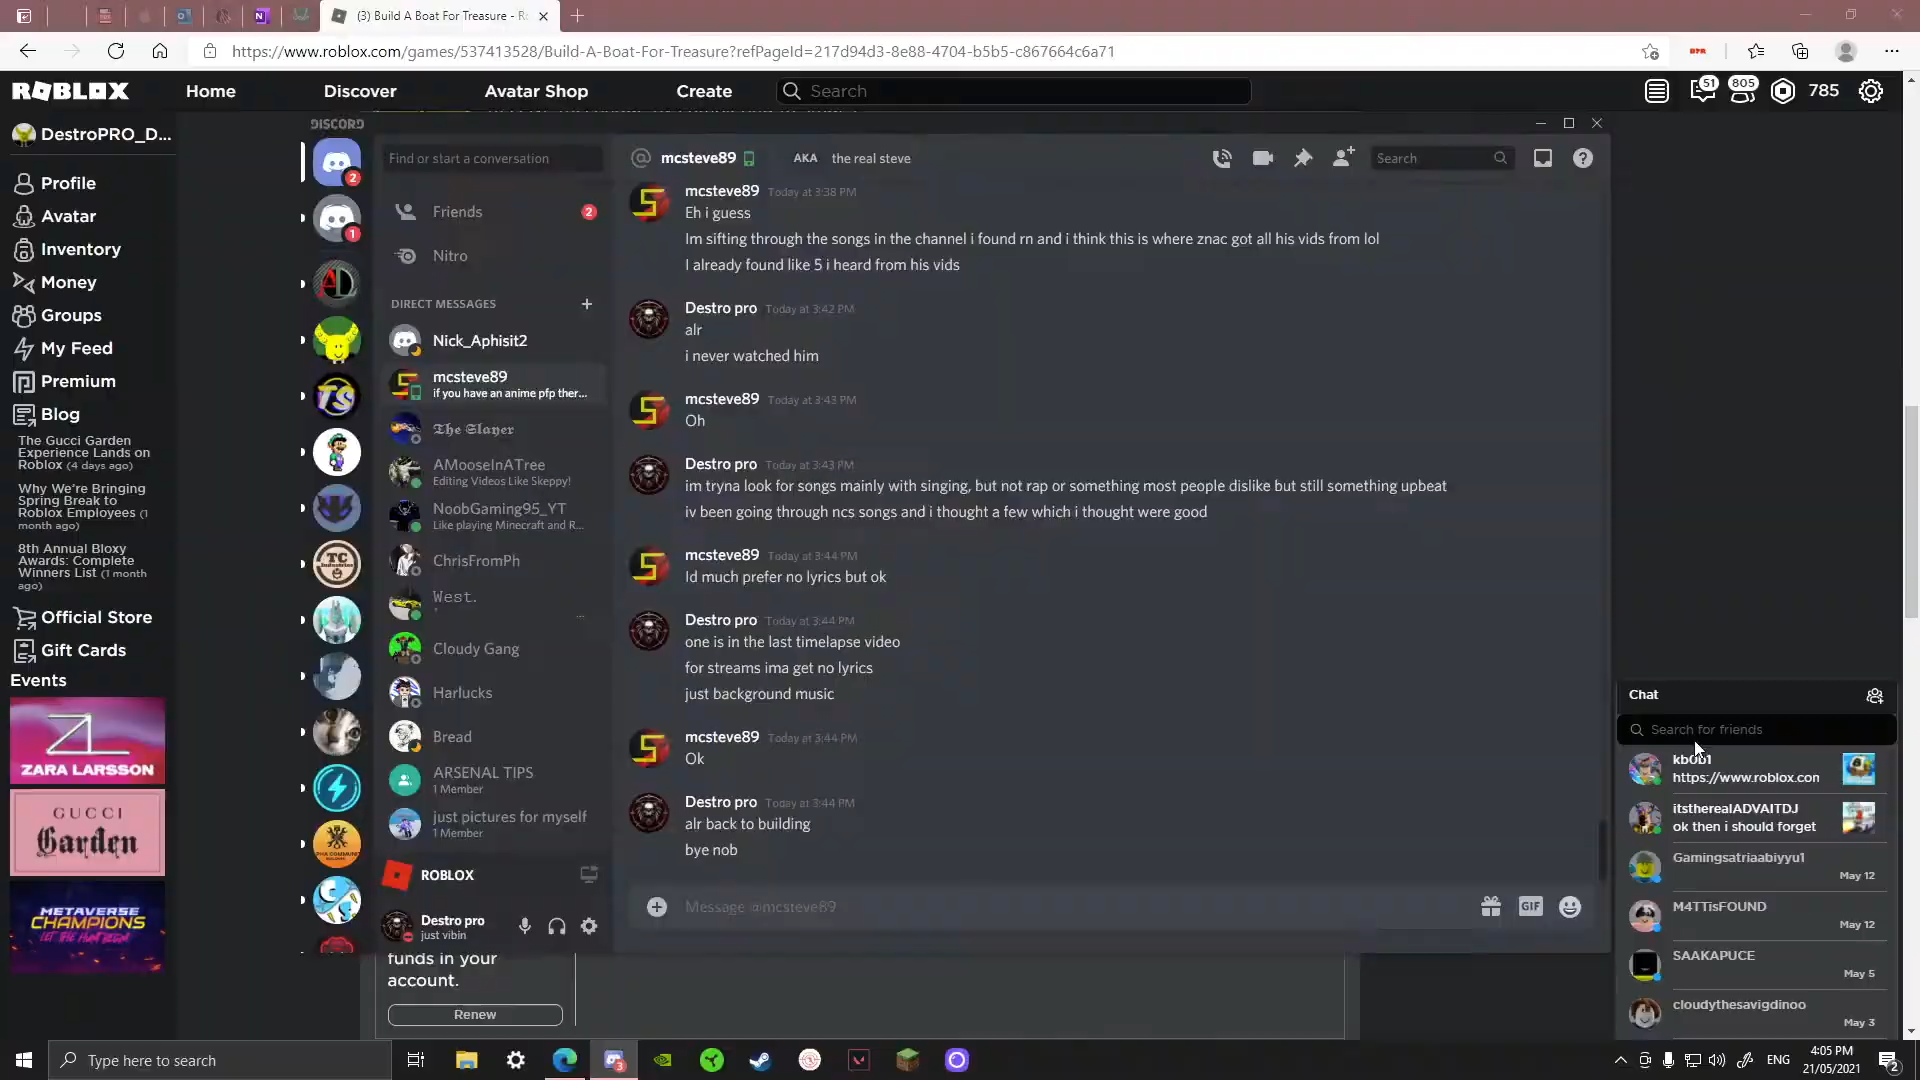 (3) Build A Boat For Treasure - Ro
https://www.roblox.com/games/537413528/Build-A-Boat-For-Treasure?refPageId=217d94d3-8e88-4704-b5b5-c867664c6a71
ROBLOX
Home
Discover
Avatar Shop
Create
Search
51
805
785
DestroPRO_D...
Profile
Avatar
Inventory
Money
Groups
My Feed
Premium
Blog
The Gucci Garden
Experience Lands on
Roblox (4 days ago)
Why We're Bringing
Spring Break to
Roblox Employees (1
month ago)
8th Annual Bloxy
Awards: Complete
Winners List (1 month
ago)
Official Store
Gift Cards
Events
ZARA LARSSON
GUCCI
Garden
METAVERSE
CHAMPIONS
LET THE HUNT BEGIN!
DISCORD
2
1
TS
TC
Find or start a conversation
Friends
2
Nitro
DIRECT MESSAGES
Nick_Aphisit2
mcsteve89
if you have an anime pfp ther...
The Slayer
AMooseInATree
Editing Videos Like Skeppy!
NoobGaming95_YT
Like playing Minecraft and R...
ChrisFromPh
West.
...
Cloudy Gang
Harlucks
Bread
ARSENAL TIPS
1 Member
just pictures for myself
1 Member
ROBLOX
Destro pro
just vibin
@ mcsteve89 AKA the real steve
Search
mcsteve89 Today at 3:38 PM
Eh i guess
Im sifting through the songs in the channel i found rn and i think this is where znac got all his vids from lol
I already found like 5 i heard from his vids
Destro pro Today at 3:42 PM
alr
i never watched him
mcsteve89 Today at 3:43 PM
Oh
Destro pro Today at 3:43 PM
im tryna look for songs mainly with singing, but not rap or something most people dislike but still something upbeat
iv been going through ncs songs and i thought a few which i thought were good
mcsteve89 Today at 3:44 PM
Id much prefer no lyrics but ok
Destro pro Today at 3:44 PM
one is in the last timelapse video
for streams ima get no lyrics
just background music
mcsteve89 Today at 3:44 PM
Ok
Destro pro Today at 3:44 PM
alr back to building
bye nob
Message @mcsteve89
GIF
funds in your
account.
Renew
Chat
Search for friends
kb0b1
https://www.roblox.con
itstherealADVAITDJ
ok then i should forget
Gamingsatriaabiyyu1
May 12
M4TTisFOUND
May 12
SAAKAPUCE
May 5
cloudythesavigdinoo
May 3
Type here to search
3
ENG
4:05 PM
21/05/2021
2